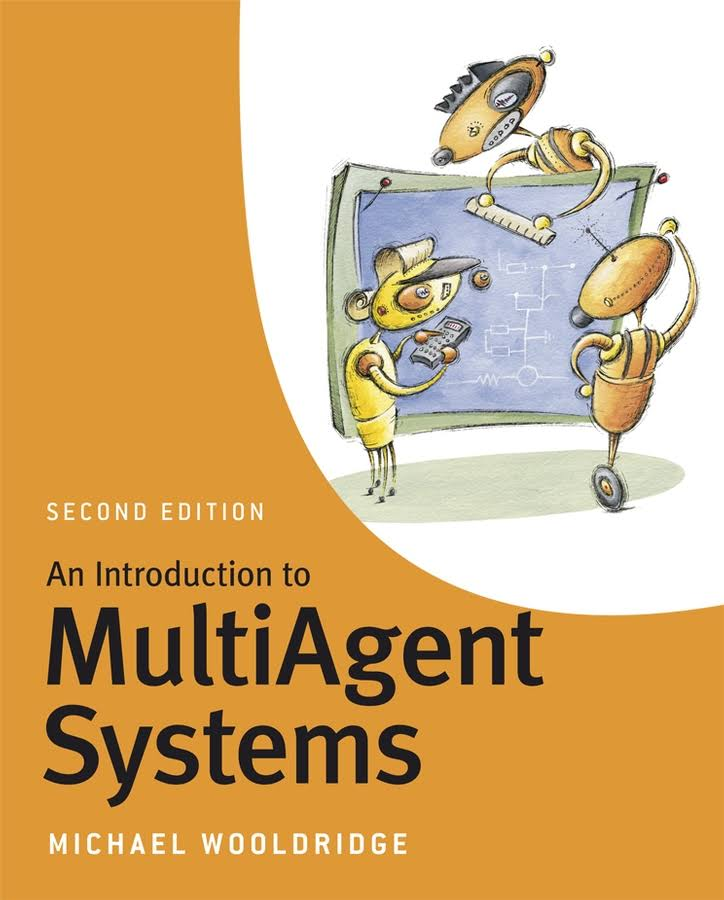 SECOND EDITION
An Introduction to
MultiAgent
Systems
MICHAEL WOOLDRIDGE